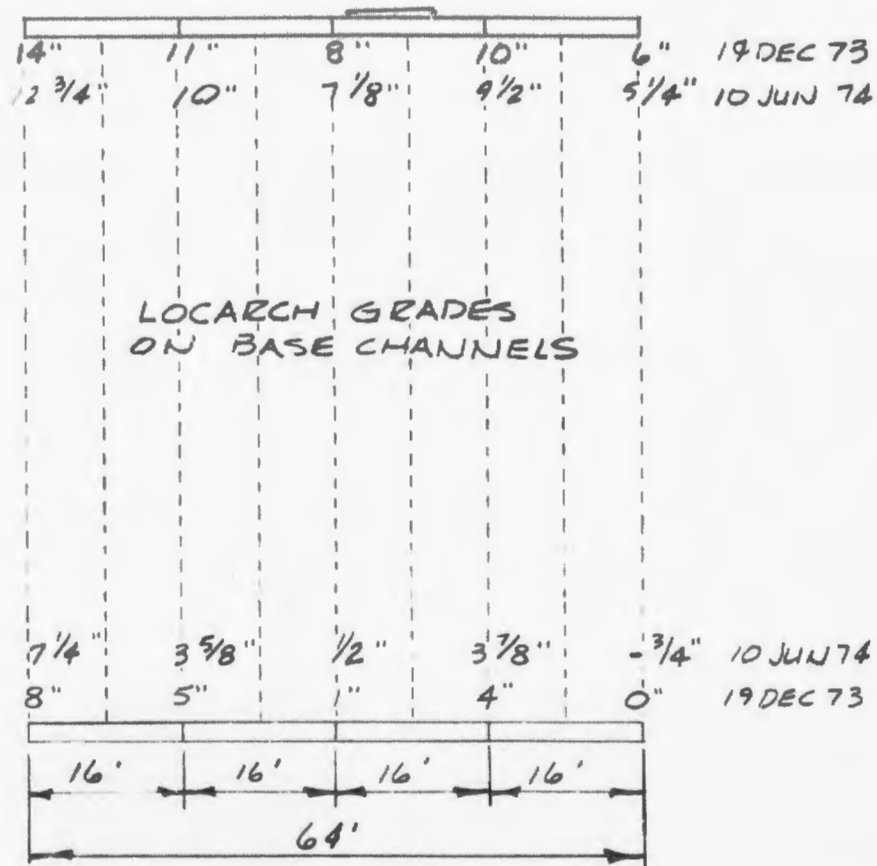 14" 11" 8" 10" 6" 19 DEC 73
12 3/4" 10" 7 1/8" 9 1/2" 5 1/4" 10 JUN 74
LOCARCH GRADES
ON BASE CHANNELS
7 1/4" 3 5/8" 1/2" 3 7/8" -3/4" 10 JUN 74
8" 5" 1" 4" 0" 19 DEC 73
16' 16' 16' 16'
64'